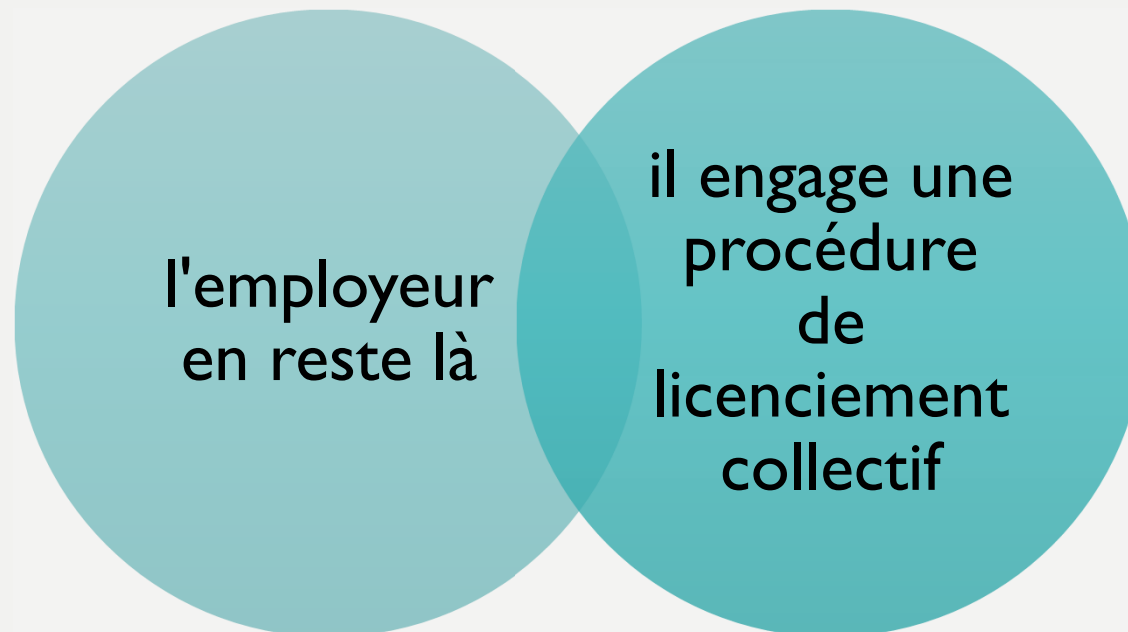 l'employeur
en reste là
il engage une
procédure
de
licenciement
collectif